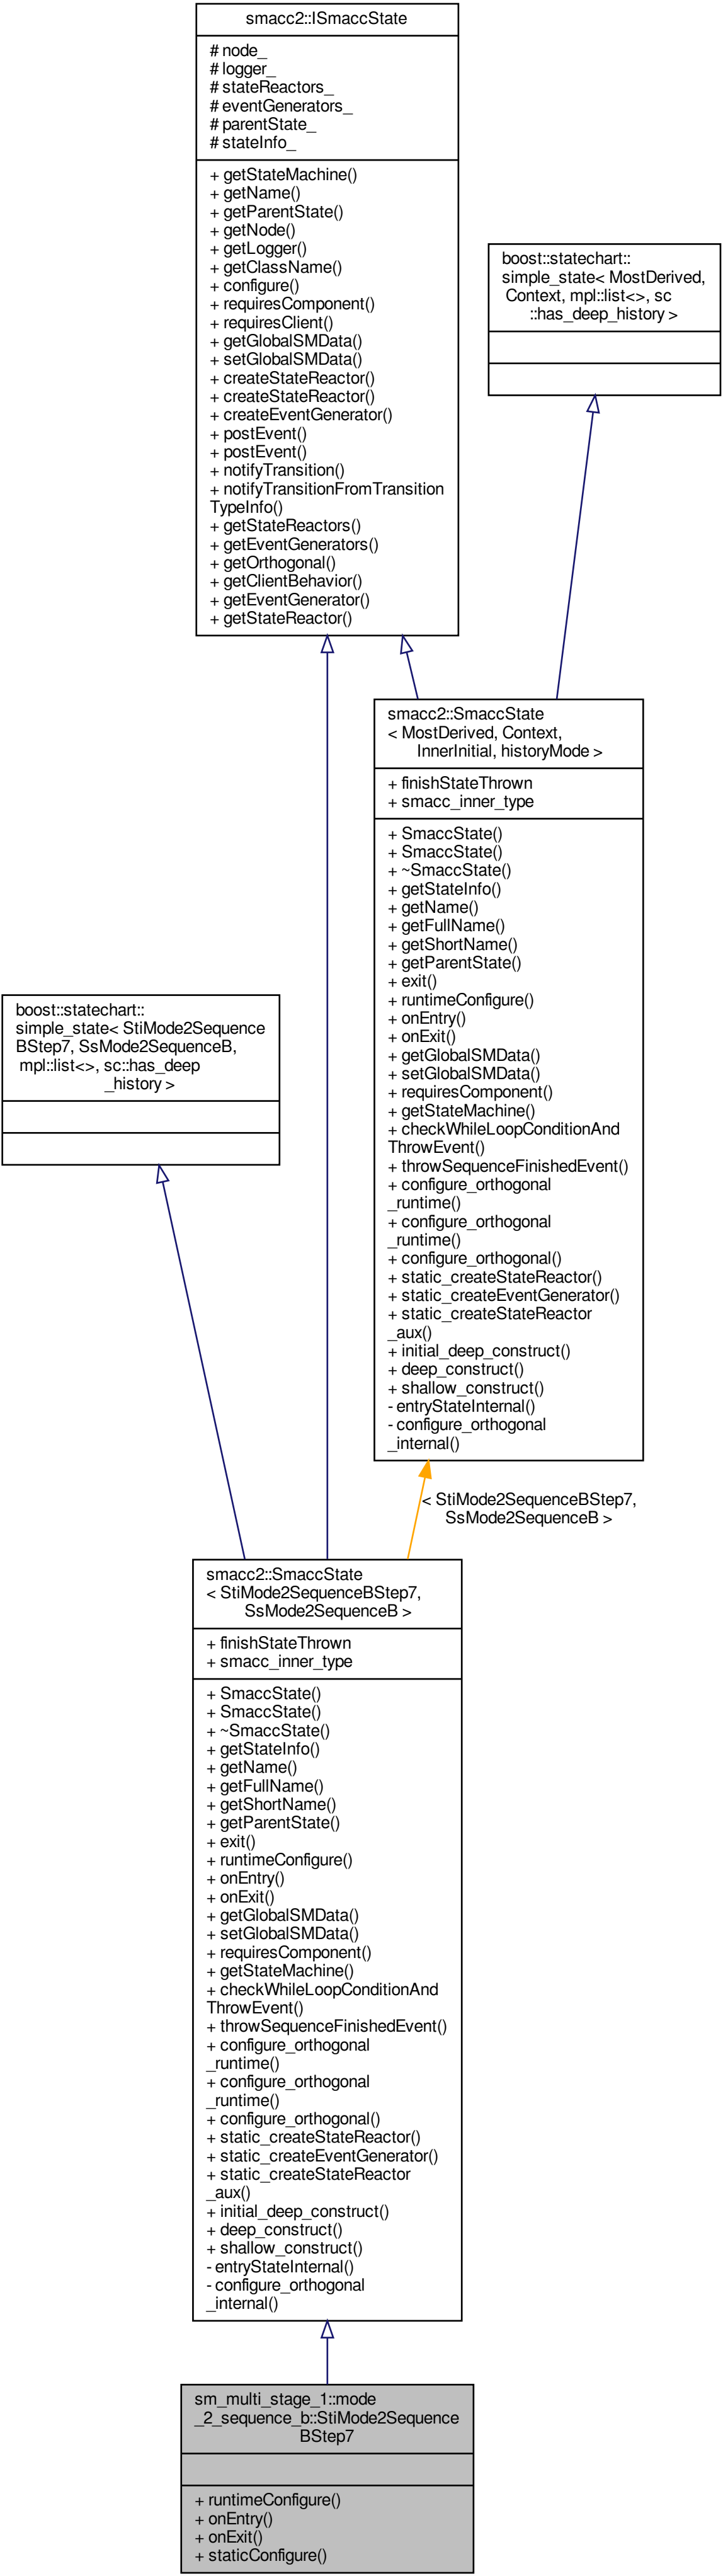 smacc2::ISmaccState
# node_
# logger_
# stateReactors_
# eventGenerators_
# parentState_
# stateInfo_
+ getStateMachine()
+ getName()
+ getParentState()
+ getNode()
+ getLogger()
+ getClassName()
+ configure()
+ requiresComponent()
+ requiresClient()
+ getGlobalSMData()
+ setGlobalSMData()
+ createStateReactor()
+ createStateReactor()
+ createEventGenerator()
+ postEvent()
+ postEvent()
+ notifyTransition()
+ notifyTransitionFromTransition
TypeInfo()
+ getStateReactors()
+ getEventGenerators()
+ getOrthogonal()
+ getClientBehavior()
+ getEventGenerator()
+ getStateReactor()
boost::statechart::
simple_state< MostDerived,
Context, mpl::list<>, sc
::has_deep_history >
smacc2::SmaccState
< MostDerived, Context,
InnerInitial, historyMode >
+ finishStateThrown
+ smacc_inner_type
+ SmaccState()
+ SmaccState()
+ ~SmaccState()
+ getStateInfo()
+ getName()
+ getFullName()
+ getShortName()
+ getParentState()
+ exit()
+ runtimeConfigure()
+ onEntry()
+ onExit()
+ getGlobalSMData()
+ setGlobalSMData()
+ requiresComponent()
+ getStateMachine()
+ checkWhileLoopConditionAnd
ThrowEvent()
+ throwSequenceFinishedEvent()
+ configure_orthogonal
_runtime()
+ configure_orthogonal
_runtime()
+ configure_orthogonal()
+ static_createStateReactor()
+ static_createEventGenerator()
+ static_createStateReactor
_aux()
+ initial_deep_construct()
+ deep_construct()
+ shallow_construct()
- entryStateInternal()
- configure_orthogonal
_internal()
boost::statechart::
simple_state< StiMode2Sequence
BStep7, SsMode2SequenceB,
mpl::list<>, sc::has_deep
_history >
< StiMode2SequenceBStep7,
SsMode2SequenceB >
smacc2::SmaccState
< StiMode2SequenceBStep7,
SsMode2SequenceB >
+ finishStateThrown
+ smacc_inner_type
+ SmaccState()
+ SmaccState()
+ ~SmaccState()
+ getStateInfo()
+ getName()
+ getFullName()
+ getShortName()
+ getParentState()
+ exit()
+ runtimeConfigure()
+ onEntry()
+ onExit()
+ getGlobalSMData()
+ setGlobalSMData()
+ requiresComponent()
+ getStateMachine()
+ checkWhileLoopConditionAnd
ThrowEvent()
+ throwSequenceFinishedEvent()
+ configure_orthogonal
_runtime()
+ configure_orthogonal
_runtime()
+ configure_orthogonal()
+ static_createStateReactor()
+ static_createEventGenerator()
+ static_createStateReactor
_aux()
+ initial_deep_construct()
+ deep_construct()
+ shallow_construct()
- entryStateInternal()
- configure_orthogonal
_internal()
sm_multi_stage_1::mode
_2_sequence_b::StiMode2Sequence
BStep7
+ runtimeConfigure()
+ onEntry()
+ onExit()
+ staticConfigure()